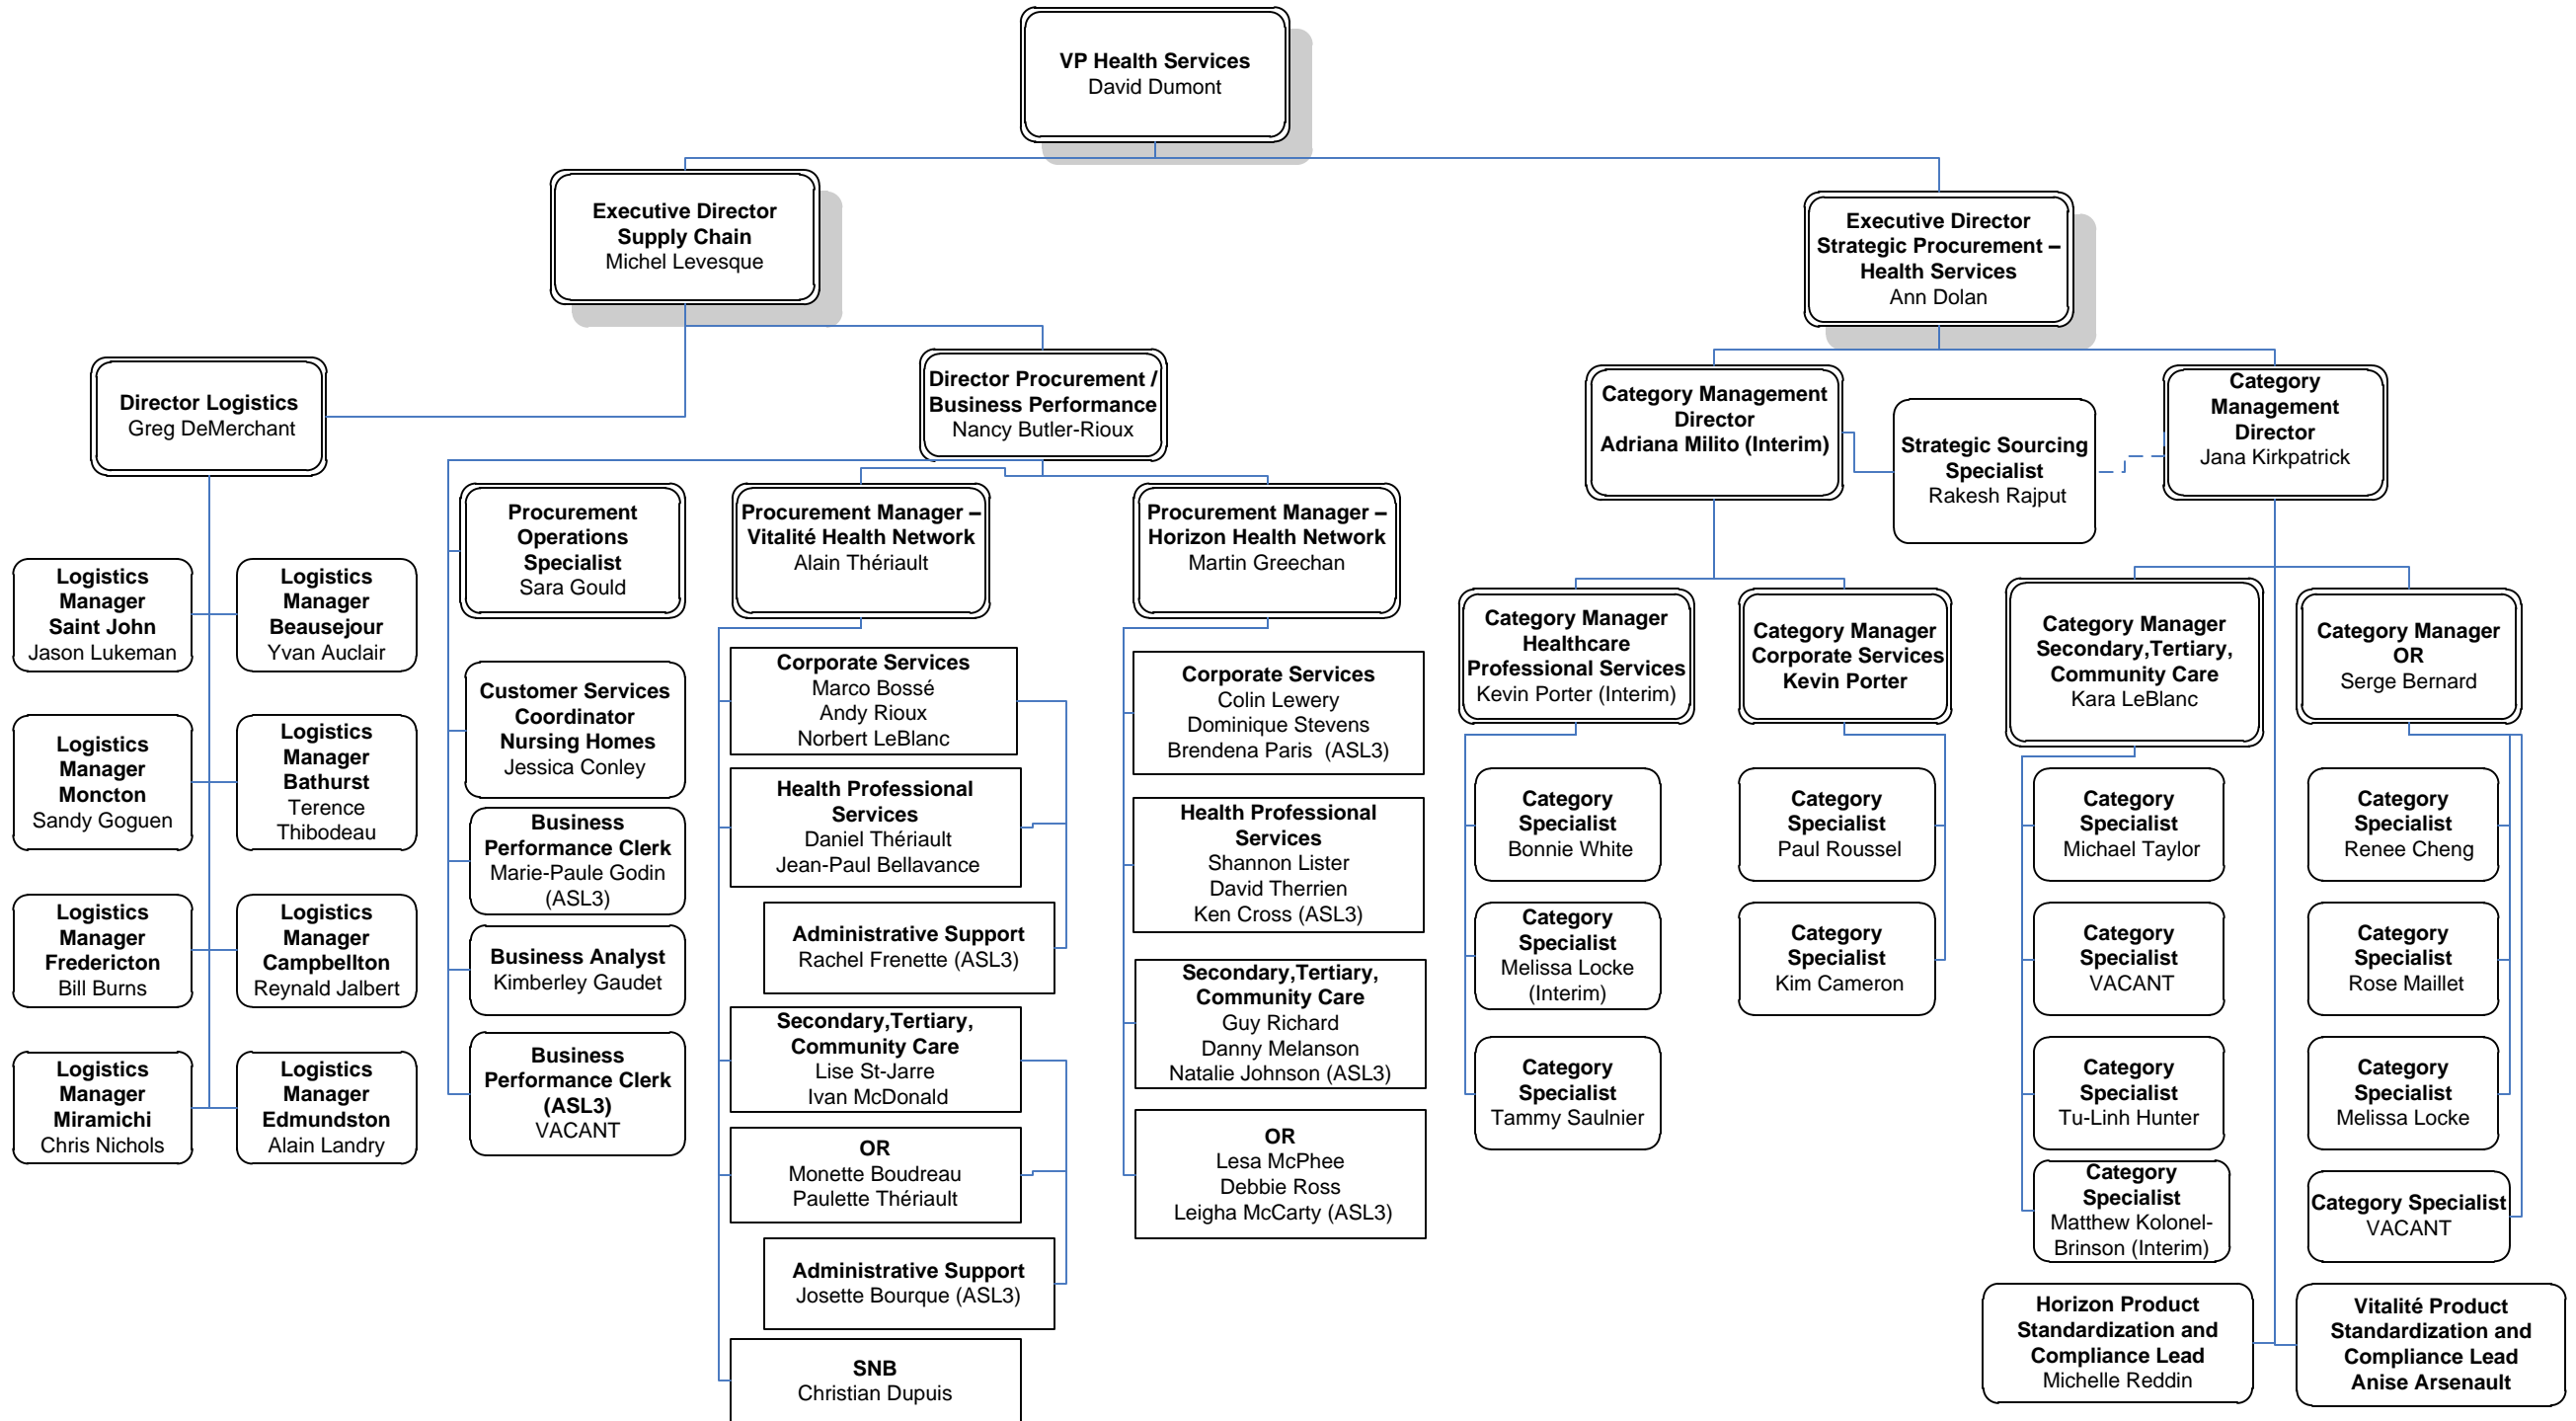 VP Health Services
David Dumont
Executive Director
Supply Chain
Michel Levesque
Executive Director
Strategic Procurement –
Health Services
Ann Dolan
Director Logistics
Greg DeMerchant
Director Procurement /
Business Performance
Nancy Butler-Rioux
Category Management
Director
Adriana Milito (Interim)
Strategic Sourcing
Specialist
Rakesh Rajput
Category
Management
Director
Jana Kirkpatrick
Logistics
Manager
Saint John
Jason Lukeman
Logistics
Manager
Beausejour
Yvan Auclair
Logistics
Manager
Moncton
Sandy Goguen
Logistics
Manager
Bathurst
Terence
Thibodeau
Logistics
Manager
Fredericton
Bill Burns
Logistics
Manager
Campbellton
Reynald Jalbert
Logistics
Manager
Miramichi
Chris Nichols
Logistics
Manager
Edmundston
Alain Landry
Procurement
Operations
Specialist
Sara Gould
Customer Services
Coordinator
Nursing Homes
Jessica Conley
Business
Performance Clerk
Marie-Paule Godin
(ASL3)
Business Analyst
Kimberley Gaudet
Business
Performance Clerk
(ASL3)
VACANT
Procurement Manager –
Vitalité Health Network
Alain Thériault
Corporate Services
Marco Bossé
Andy Rioux
Norbert LeBlanc
Health Professional
Services
Daniel Thériault
Jean-Paul Bellavance
Administrative Support
Rachel Frenette (ASL3)
Secondary,Tertiary,
Community Care
Lise St-Jarre
Ivan McDonald
OR
Monette Boudreau
Paulette Thériault
Administrative Support
Josette Bourque (ASL3)
SNB
Christian Dupuis
Procurement Manager –
Horizon Health Network
Martin Greechan
Corporate Services
Colin Lewery
Dominique Stevens
Brendena Paris (ASL3)
Health Professional
Services
Shannon Lister
David Therrien
Ken Cross (ASL3)
Secondary,Tertiary,
Community Care
Guy Richard
Danny Melanson
Natalie Johnson (ASL3)
OR
Lesa McPhee
Debbie Ross
Leigha McCarty (ASL3)
Category Manager
Healthcare
Professional Services
Kevin Porter (Interim)
Category
Specialist
Bonnie White
Category
Specialist
Melissa Locke
(Interim)
Category
Specialist
Tammy Saulnier
Category Manager
Corporate Services
Kevin Porter
Category
Specialist
Paul Roussel
Category
Specialist
Kim Cameron
Category Manager
Secondary,Tertiary,
Community Care
Kara LeBlanc
Category
Specialist
Michael Taylor
Category
Specialist
VACANT
Category
Specialist
Tu-Linh Hunter
Category
Specialist
Matthew Kolonel-
Brinson (Interim)
Category Manager
OR
Serge Bernard
Category
Specialist
Renee Cheng
Category
Specialist
Rose Maillet
Category
Specialist
Melissa Locke
Category Specialist
VACANT
Horizon Product
Standardization and
Compliance Lead
Michelle Reddin
Vitalité Product
Standardization and
Compliance Lead
Anise Arsenault